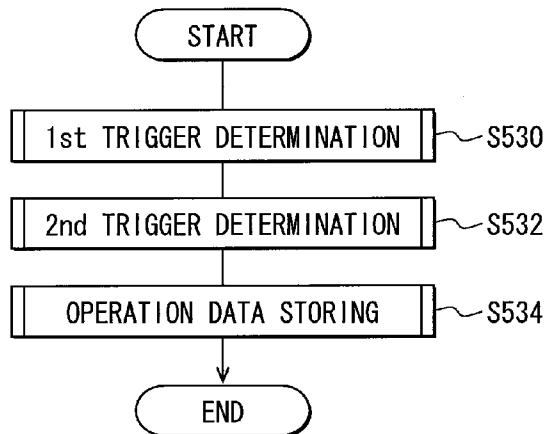 START
1st TRIGGER DETERMINATION S530
2nd TRIGGER DETERMINATION S532
OPERATION DATA STORING S534
END